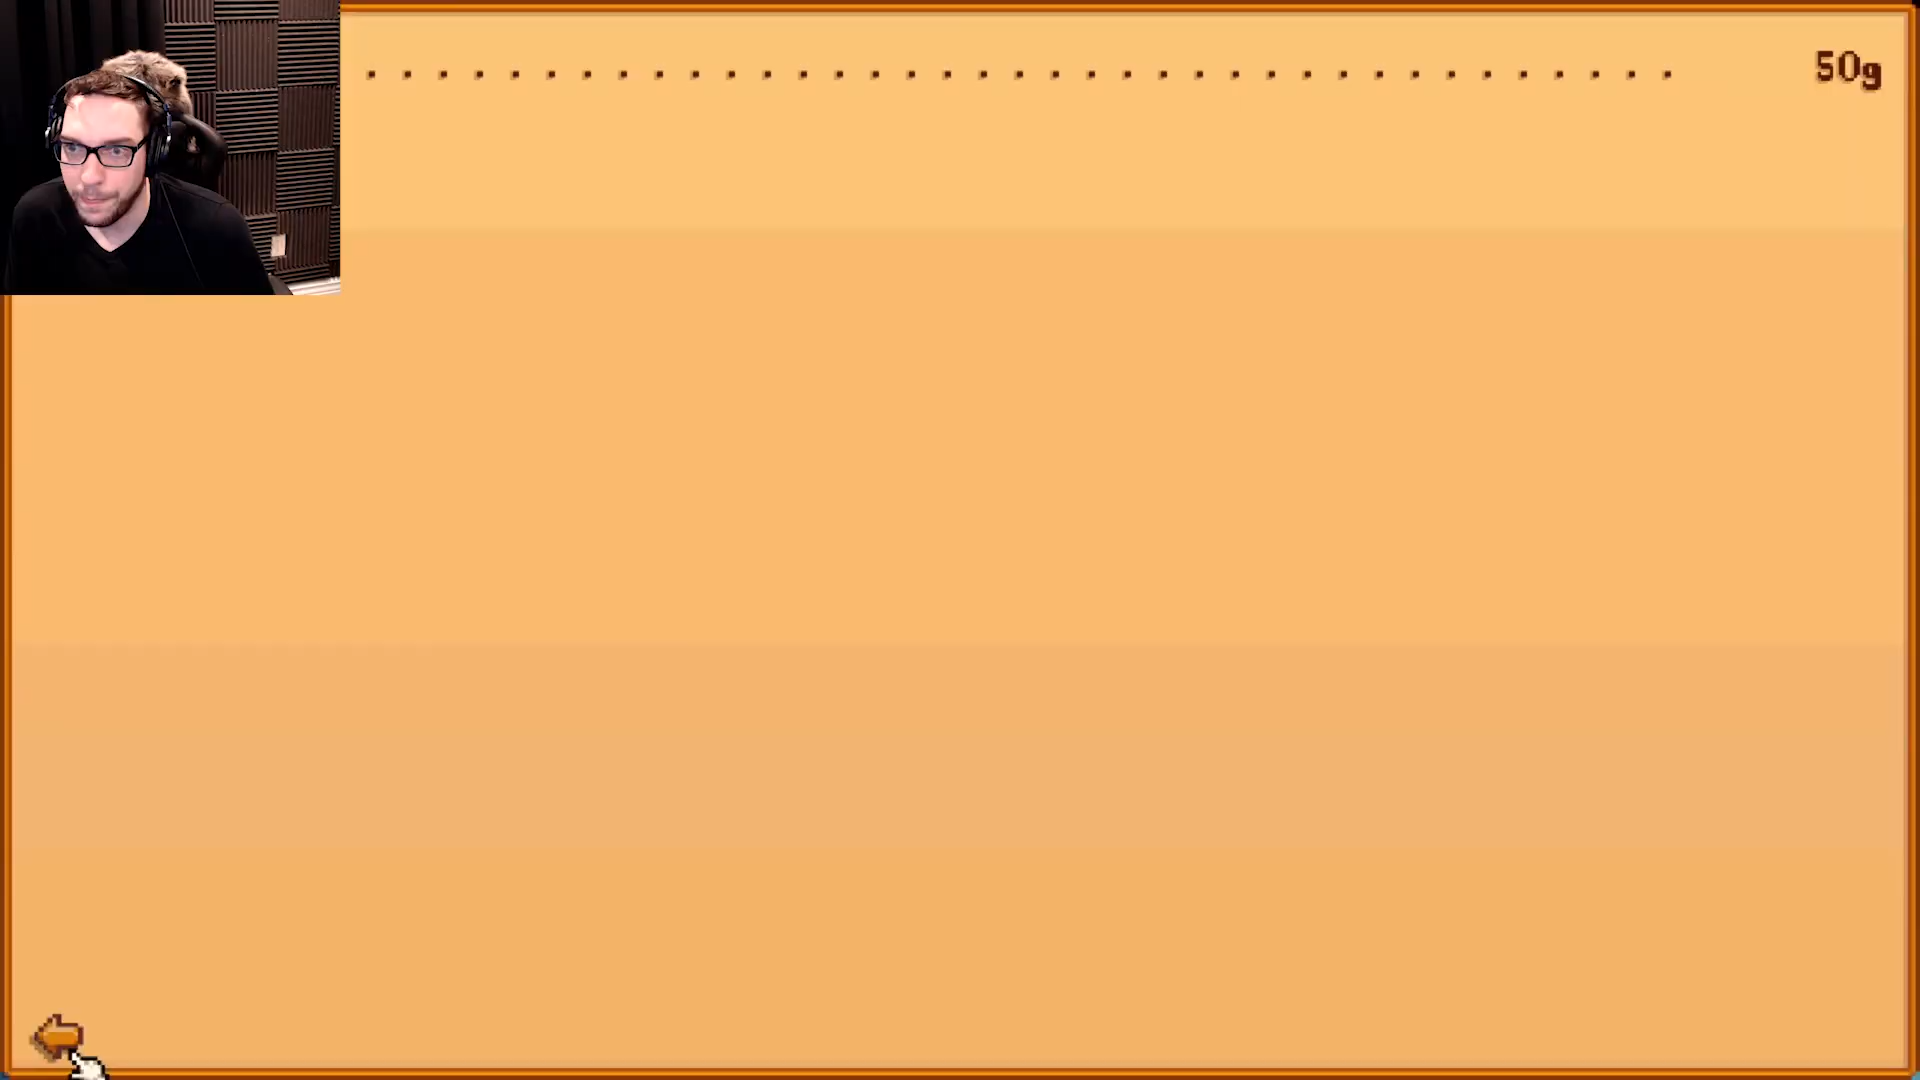 . . . . . . . . . . . . . . . . . . . . . . . . . . . . . . . . . . . . . 50g